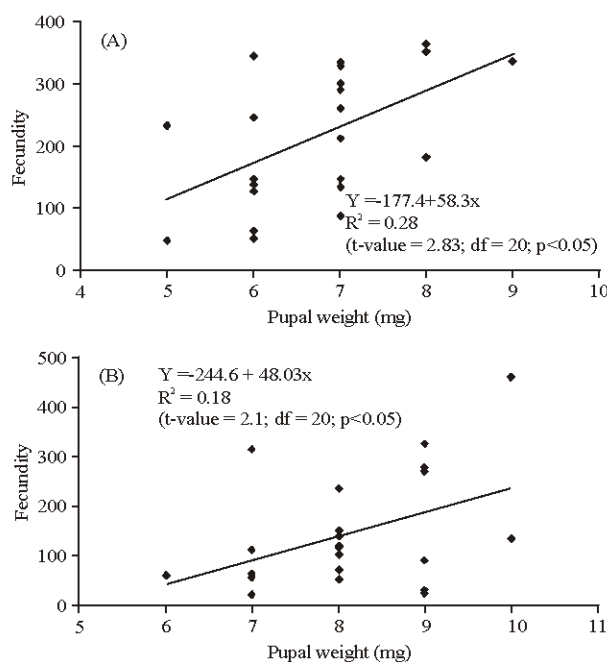 400
(A)
300
200
100
0
Fecundity
Y =-177.4+58.3x
R² = 0.28
(t-value = 2.83; df = 20; p<0.05)
4 5 6 7 8 9 10
Pupal weight (mg)
500
(B)
Y =-244.6 + 48.03x
R² = 0.18
(t-value = 2.1; df = 20; p<0.05)
400
300
200
100
0
Fecundity
5 6 7 8 9 10 11
Pupal weight (mg)